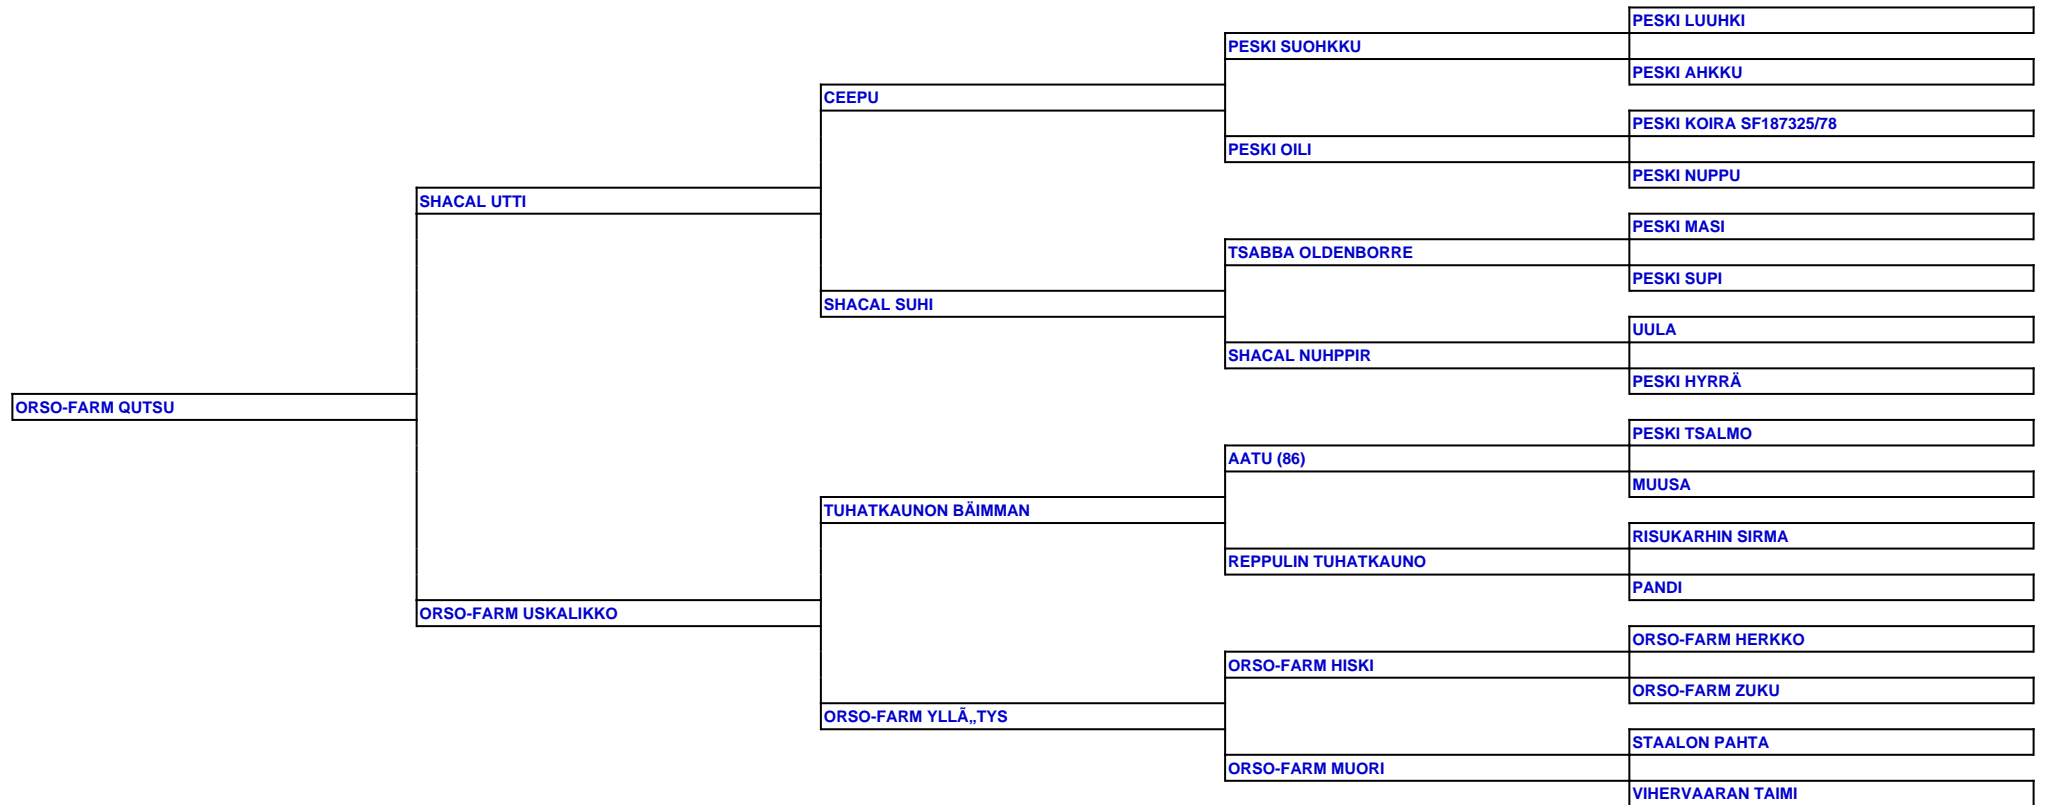 PESKI LUUHKI
PESKI SUOHKKU
PESKI AHKKU
CEEPU
PESKI KOIRA SF187325/78
PESKI OILI
PESKI NUPPU
SHACAL UTTI
PESKI MASI
TSABBA OLDENBORRE
PESKI SUPI
SHACAL SUHI
UULA
SHACAL NUHPPIR
PESKI HYRRÄ
ORSO-FARM QUTSU
PESKI TSALMO
AATU (86)
MUUSA
TUHATKAUNON BÄIMMAN
RISUKARHIN SIRMA
REPPULIN TUHATKAUNO
PANDI
ORSO-FARM USKALIKKO
ORSO-FARM HERKKO
ORSO-FARM HISKI
ORSO-FARM ZUKU
ORSO-FARM YLLÃ„TYS
STAALON PAHTA
ORSO-FARM MUORI
VIHERVAARAN TAIMI